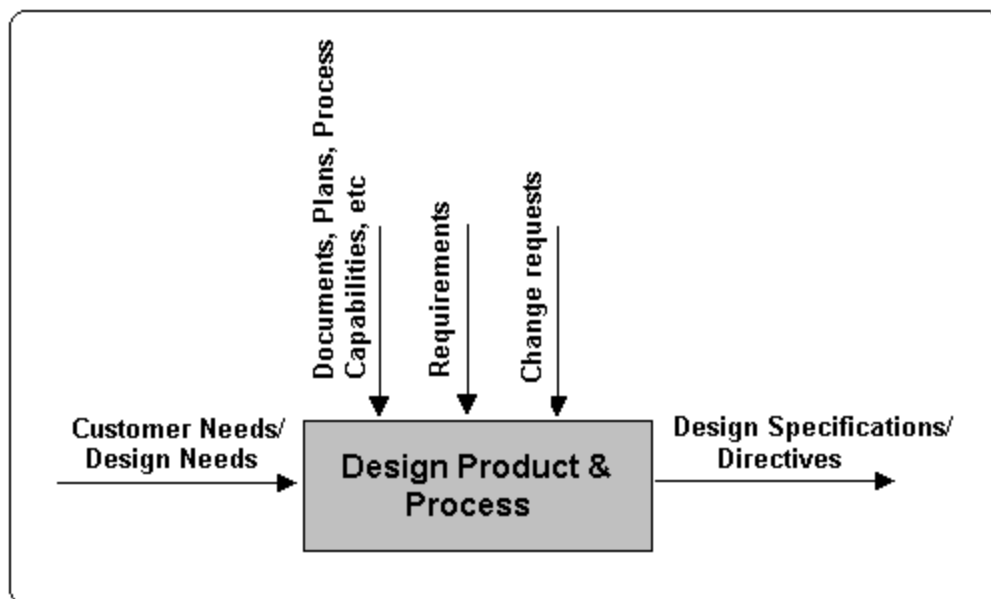 Documents, Plans, Process
Capabilities, etc
Requirements
Change requests
Customer Needs/
Design Needs
Design Product &
Process
Design Specifications/
Directives